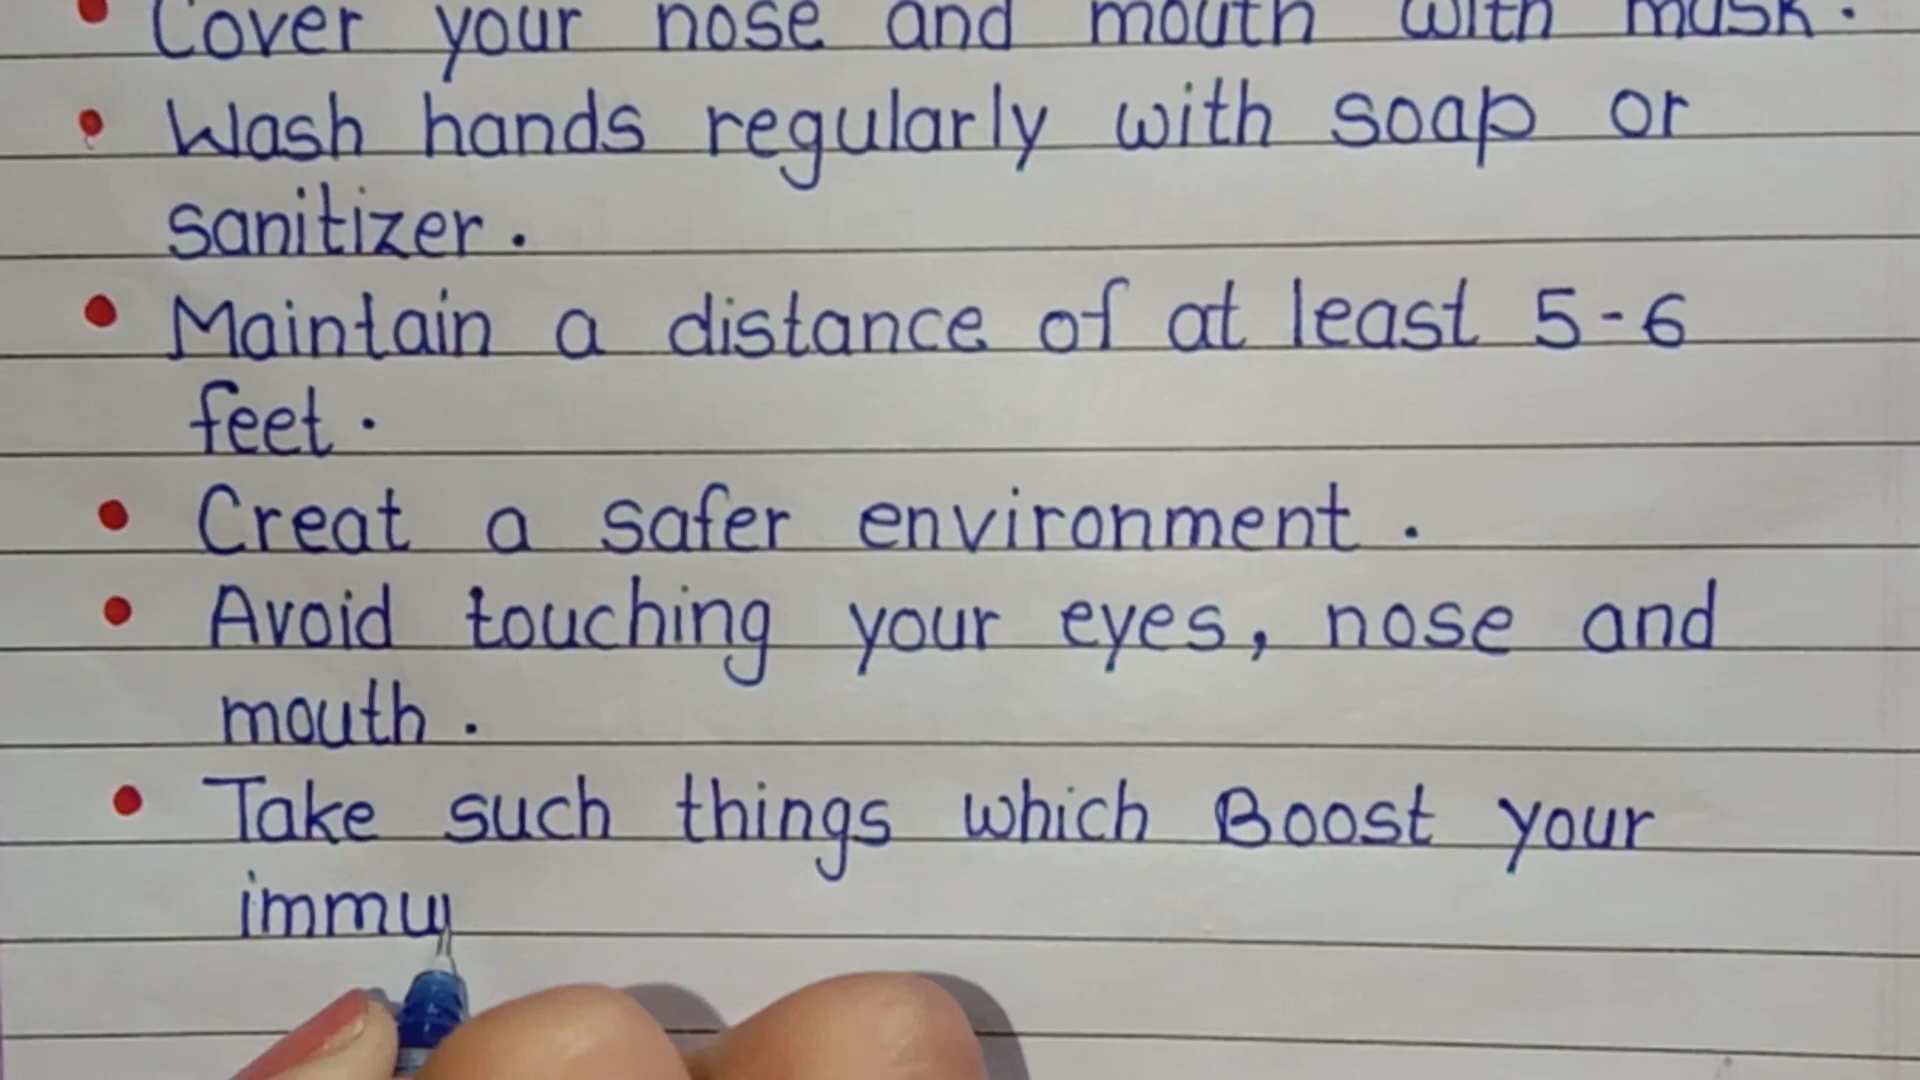 • Cover your nose and mouth with mask.
• Wash hands regularly with soap or
sanitizer.
• Maintain a distance of at least 5-6
feet.
• Creat a safer environment.
• Avoid touching your eyes, nose and
mouth.
• Take such things which Boost your
immu